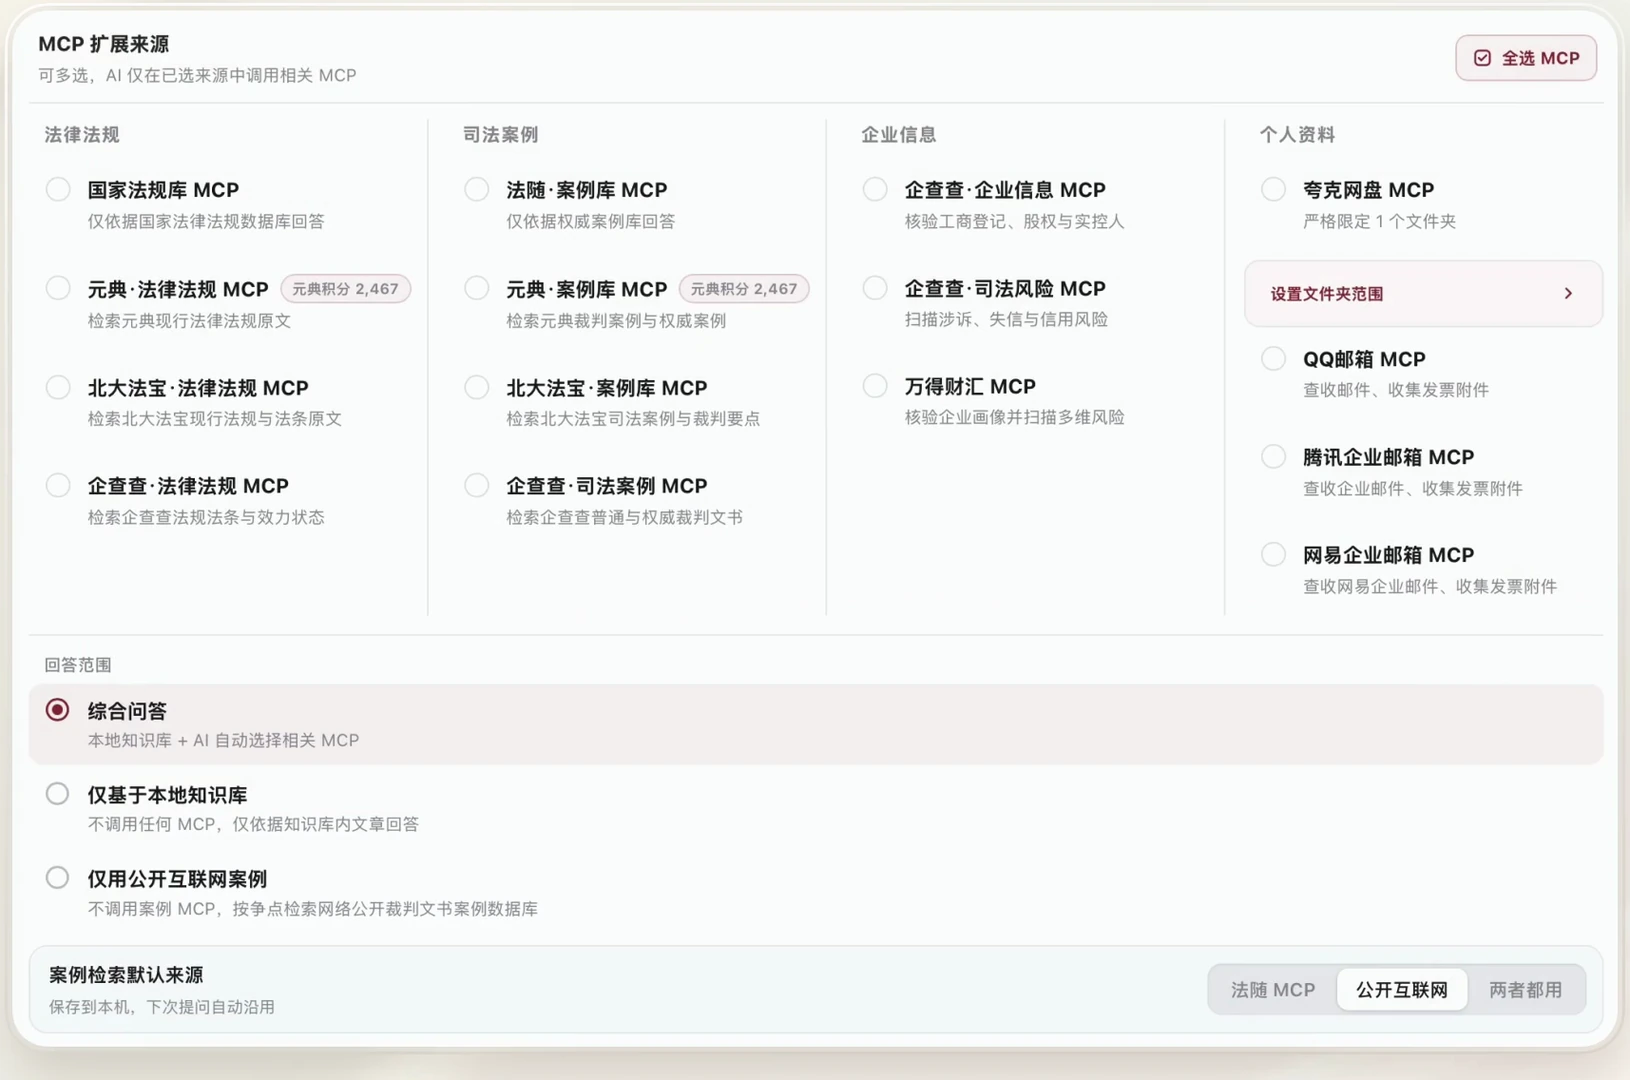 MCP 扩展来源
可多选，AI 仅在已选来源中调用相关 MCP
全选 MCP
法律法规
国家法规库 MCP
仅依据国家法律法规数据库回答
元典·法律法规 MCP 元典积分 2,467
检索元典现行法律法规原文
北大法宝·法律法规 MCP
检索北大法宝现行法规与法条原文
企查查·法律法规 MCP
检索企查查法规法条与效力状态
司法案例
法随·案例库 MCP
仅依据权威案例库回答
元典·案例库 MCP 元典积分 2,467
检索元典裁判案例与权威案例
北大法宝·案例库 MCP
检索北大法宝司法案例与裁判要点
企查查·司法案例 MCP
检索企查查普通与权威裁判文书
企业信息
企查查·企业信息 MCP
核验工商登记、股权与实控人
企查查·司法风险 MCP
扫描涉诉、失信与信用风险
万得财汇 MCP
核验企业画像并扫描多维风险
个人资料
夸克网盘 MCP
严格限定 1 个文件夹
设置文件夹范围
QQ邮箱 MCP
查收邮件、收集发票附件
腾讯企业邮箱 MCP
查收企业邮件、收集发票附件
网易企业邮箱 MCP
查收网易企业邮件、收集发票附件
回答范围
综合问答
本地知识库 + AI 自动选择相关 MCP
仅基于本地知识库
不调用任何 MCP，仅依据知识库内文章回答
仅用公开互联网案例
不调用案例 MCP，按争点检索网络公开裁判文书案例数据库
案例检索默认来源
保存到本机，下次提问自动沿用
法随 MCP 公开互联网 两者都用